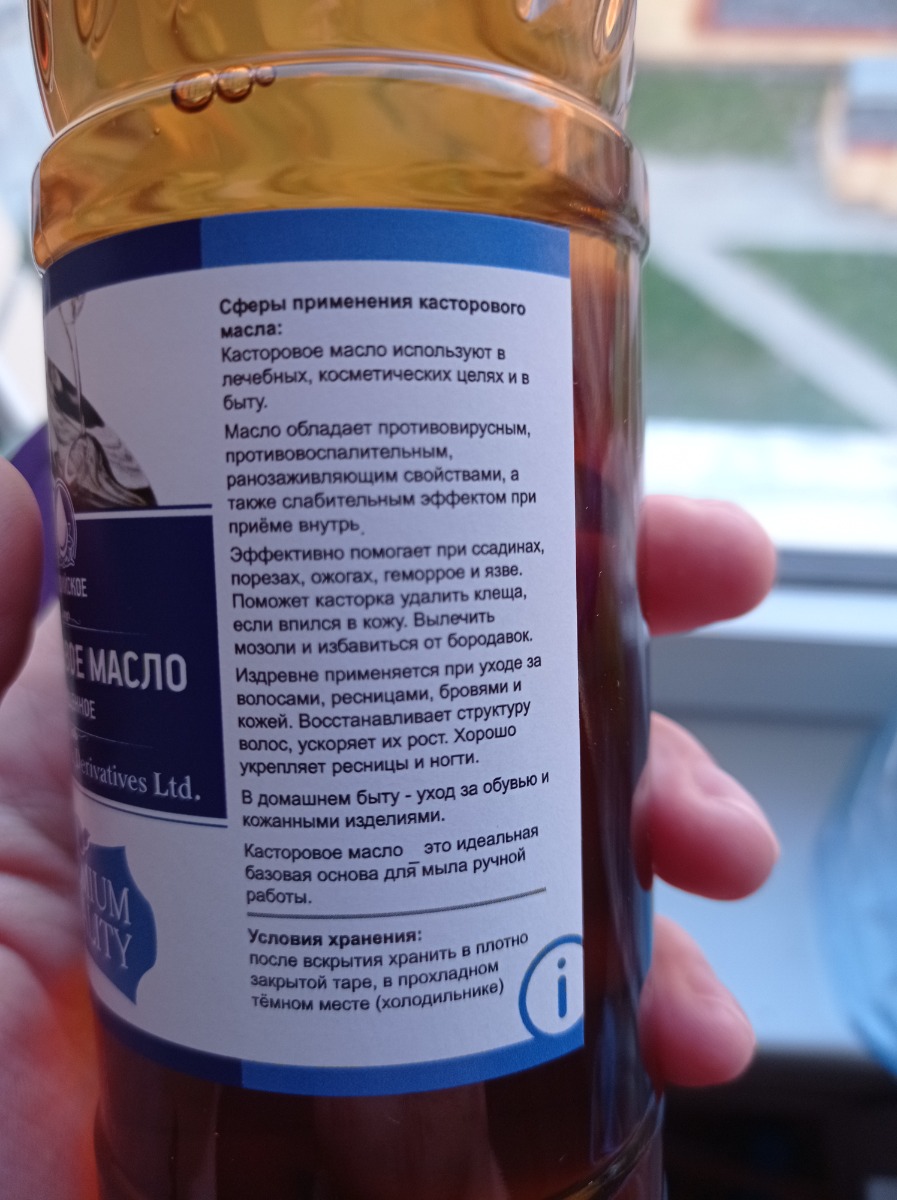 Сферы применения касторового
масла:
Касторовое масло используют в
лечебных, косметических целях и в
быту.
Масло обладает противовирусным,
противовоспалительным,
ранозаживляющим свойствами, а
также слабительным эффектом при
приёме внутрь.
Эффективно помогает при ссадинах,
порезах, ожогах, геморрое и язве.
Поможет касторка удалить клеща,
если впился в кожу. Вылечить
мозоли и избавиться от бородавок.
Издревне применяется при уходе за
волосами, ресницами, бровями и
кожей. Восстанавливает структуру
волос, ускоряет их рост. Хорошо
укрепляет ресницы и ногти.
В домашнем быту - уход за обувью и
кожанными изделиями.
Касторовое масло _ это идеальная
базовая основа для мыла ручной
работы.
Условия хранения:
после вскрытия хранить в плотно
закрытой таре, в прохладном
тёмном месте (холодильнике)
i
МАСЛО
Ltd.